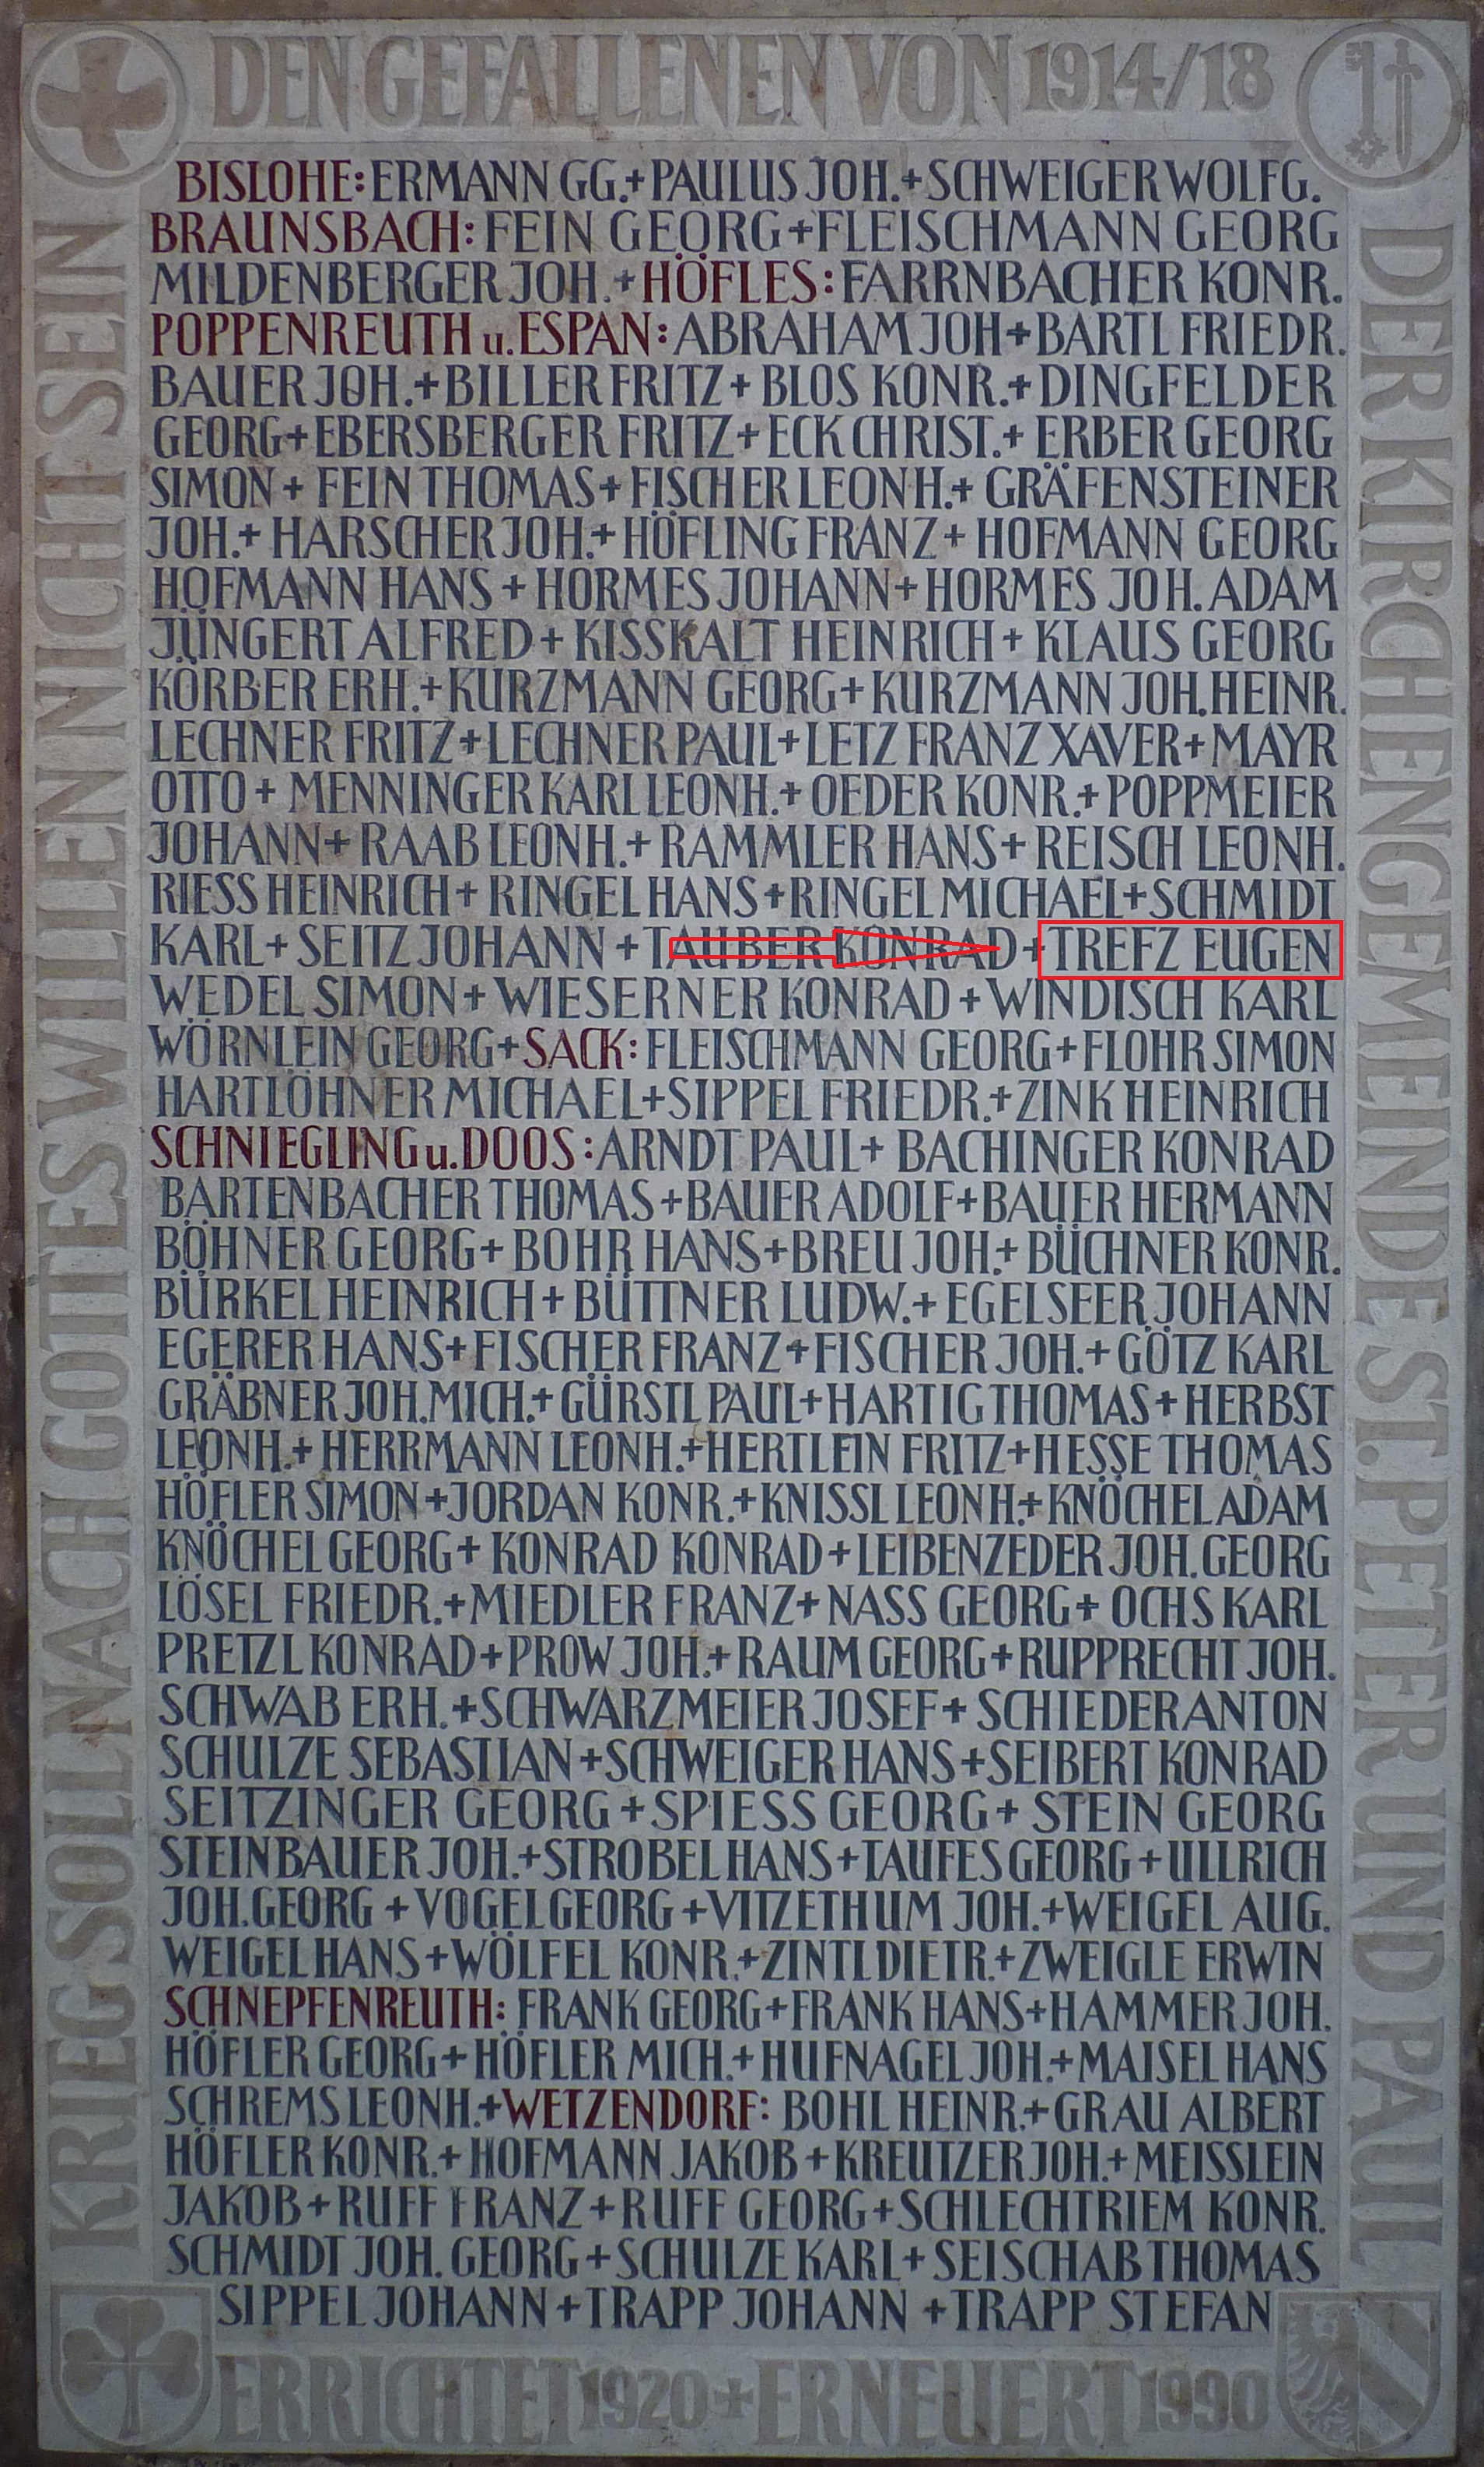 DEN GEFALLENEN VON 1914/18
BISLOHE: ERMANN GG.+PAULUS JOH.+SCHWEIGER WOLFG.
BRAUNSBACH: FEIN GEORG+FLEISCHMANN GEORG
MILDENBERGER JOH.+HÖFLES: FARRNBACHER KONR.
POPPENREUTH u. ESPAN: ABRAHAM JOH+BARTL FRIEDR.
BAUER JOH.+BILLER FRITZ+BLOS KONR.+DINGFELDER
GEORG+EBERSBERGER FRITZ+ECK CHRIST.+ERBER GEORG
SIMON+FEIN THOMAS+FISCHER LEONH.+GRÄFENSTEINER
JOH.+HARSCHER JOH.+HÖFLING FRANZ+HOFMANN GEORG
HOFMANN HANS+HORMES JOHANN+HORMES JOH. ADAM
JÜNGERT ALFRED+KISSKALT HEINRICH+KLAUS GEORG
KÖRBER ERH.+KURZMANN GEORG+KURZMANN JOH. HEINR.
LECHNER FRITZ+LECHNER PAUL+LETZ FRANZ XAVER+MAYR
OTTO+MENNINGER KARL LEONH.+OEDER KONR.+POPPMEIER
JOHANN+RAAB LEONH.+RAMMLER HANS+REISCH LEONH.
RIESS HEINRICH+RINGEL HANS+RINGEL MICHAEL+SCHMIDT
KARL+SEITZ JOHANN+TAUBER KONRAD+TREFZ EUGEN
WEDEL SIMON+WIESERNER KONRAD+WINDISCH KARL
WÖRNLEIN GEORG+SACK: FLEISCHMANN GEORG+FLOHR SIMON
HARTLÖHNER MICHAEL+SIPPEL FRIEDR.+ZINK HEINRICH
SCHNIEGLING u. DOOS: ARNDT PAUL+BACHINGER KONRAD
BARTENBACHER THOMAS+BAUER ADOLF+BAUER HERMANN
BÖHNER GEORG+BOHR HANS+BREU JOH.+BÜCHNER KONR.
BÜRKEL HEINRICH+BÜTTNER LUDW.+EGELSEER JOHANN
EGERER HANS+FISCHER FRANZ+FISCHER JOH.+GÖTZ KARL
GRÄBNER JOH. MICH.+GÜRSTL PAUL+HARTIG THOMAS+HERBST
LEONH.+HERRMANN LEONH.+HERTLEIN FRITZ+HESSE THOMAS
HÖFLER SIMON+JORDAN KONR.+KNISSL LEONH.+KNÖCHEL ADAM
KNÖCHEL GEORG+KONRAD KONRAD+LEIBENZEDER JOH. GEORG
LÖSEL FRIEDR.+MIEDLER FRANZ+NASS GEORG+OCHS KARL
PRETZL KONRAD+PROW JOH.+RAUM GEORG+RUPPRECHT JOH.
SCHWAB ERH.+SCHWARZMEIER JOSEF+SCHIEDER ANTON
SCHULZE SEBASTIAN+SCHWEIGER HANS+SEIBERT KONRAD
SEITZINGER GEORG+SPIESS GEORG+STEIN GEORG
STEINBAUER JOH.+STROBEL HANS+TAUFES GEORG+ULLRICH
JOH. GEORG+VOGEL GEORG+VITZETHUM JOH.+WEIGEL AUG.
WEIGEL HANS+WÖLFEL KONR.+ZINTL DIETR.+ZWEIGLE ERWIN
SCHNEPFENREUTH: FRANK GEORG+FRANK HANS+HAMMER JOH.
HÖFLER GEORG+HÖFLER MICH.+HUFNAGEL JOH.+MAISEL HANS
SCHREMS LEONH.+WETZENDORF: BOHL HEINR.+GRAU ALBERT
HÖFLER KONR.+HOFMANN JAKOB+KREUTZER JOH.+MEISSLEIN
JAKOB+RUFF FRANZ+RUFF GEORG+SCHLECHTRIEM KONR.
SCHMIDT JOH. GEORG+SCHULZE KARL+SEISCHAB THOMAS
SIPPEL JOHANN+TRAPP JOHANN+TRAPP STEFAN
DER KIRCHENGEMEINDE ST. PETER UND PAUL
ERRICHTET 1920+ERNEUERT 1990
KRIEG SOLL NACH GOTTES WILLEN NICHT SEIN